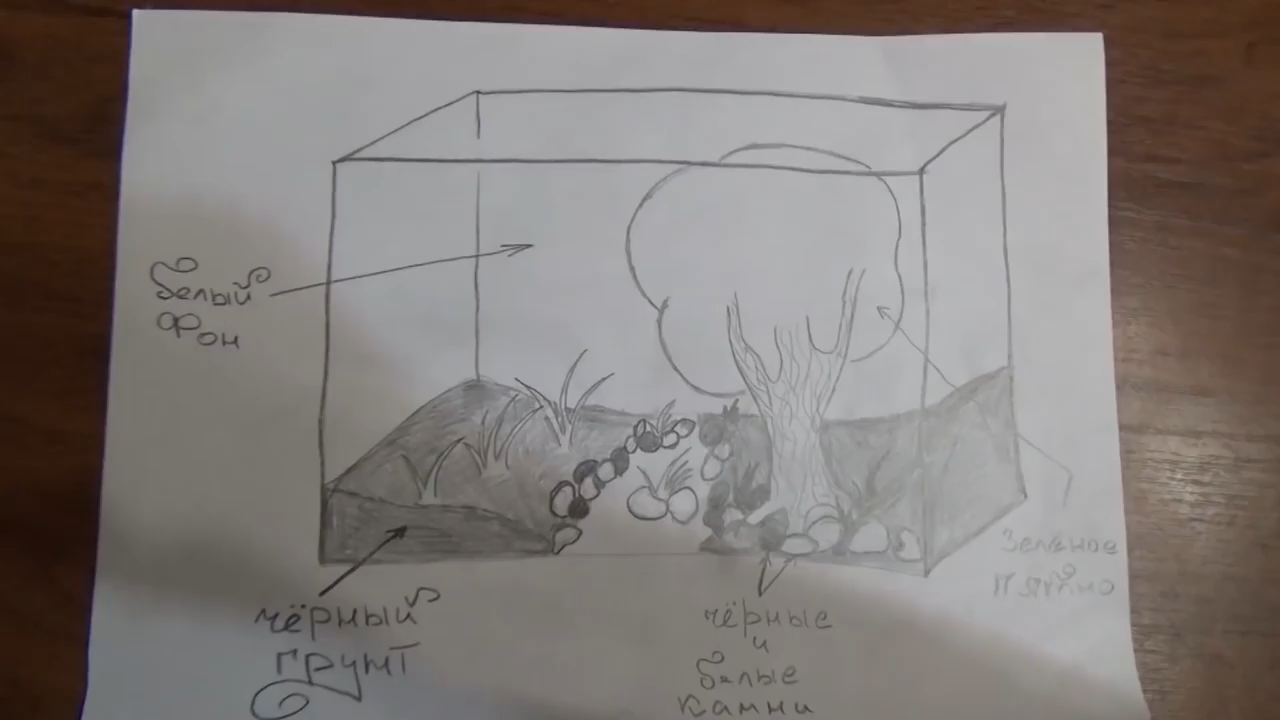 белый
фон
чёрный
грунт
чёрные
и
белые
камни
Зелёное
пятно